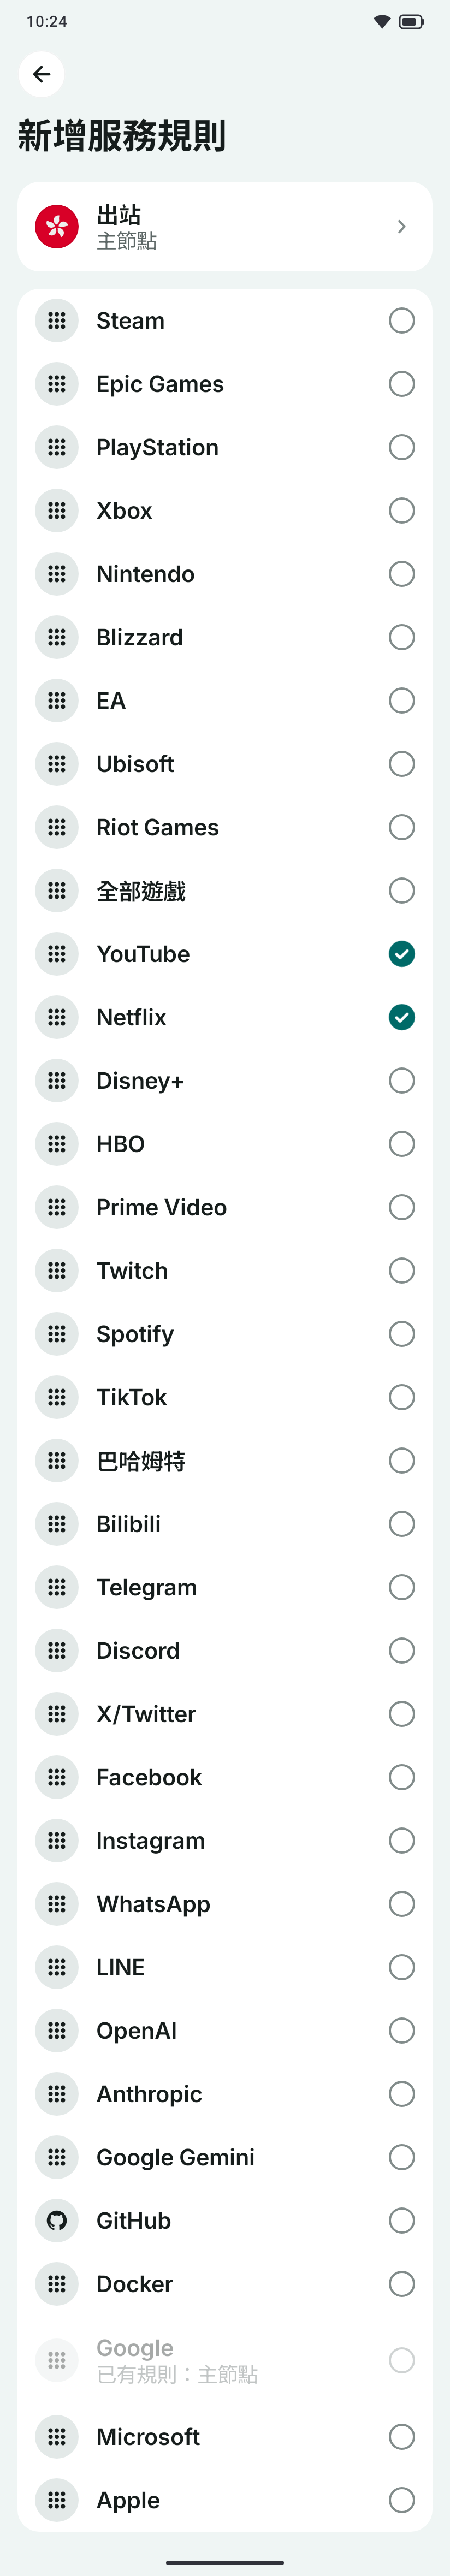 10:24
新增服務規則
出站
主節點
Steam
Epic Games
PlayStation
Xbox
Nintendo
Blizzard
EA
Ubisoft
Riot Games
全部遊戲
YouTube
Netflix
Disney+
HBO
Prime Video
Twitch
Spotify
TikTok
巴哈姆特
Bilibili
Telegram
Discord
X/Twitter
Facebook
Instagram
WhatsApp
LINE
OpenAI
Anthropic
Google Gemini
GitHub
Docker
Google
已有規則：主節點
Microsoft
Apple